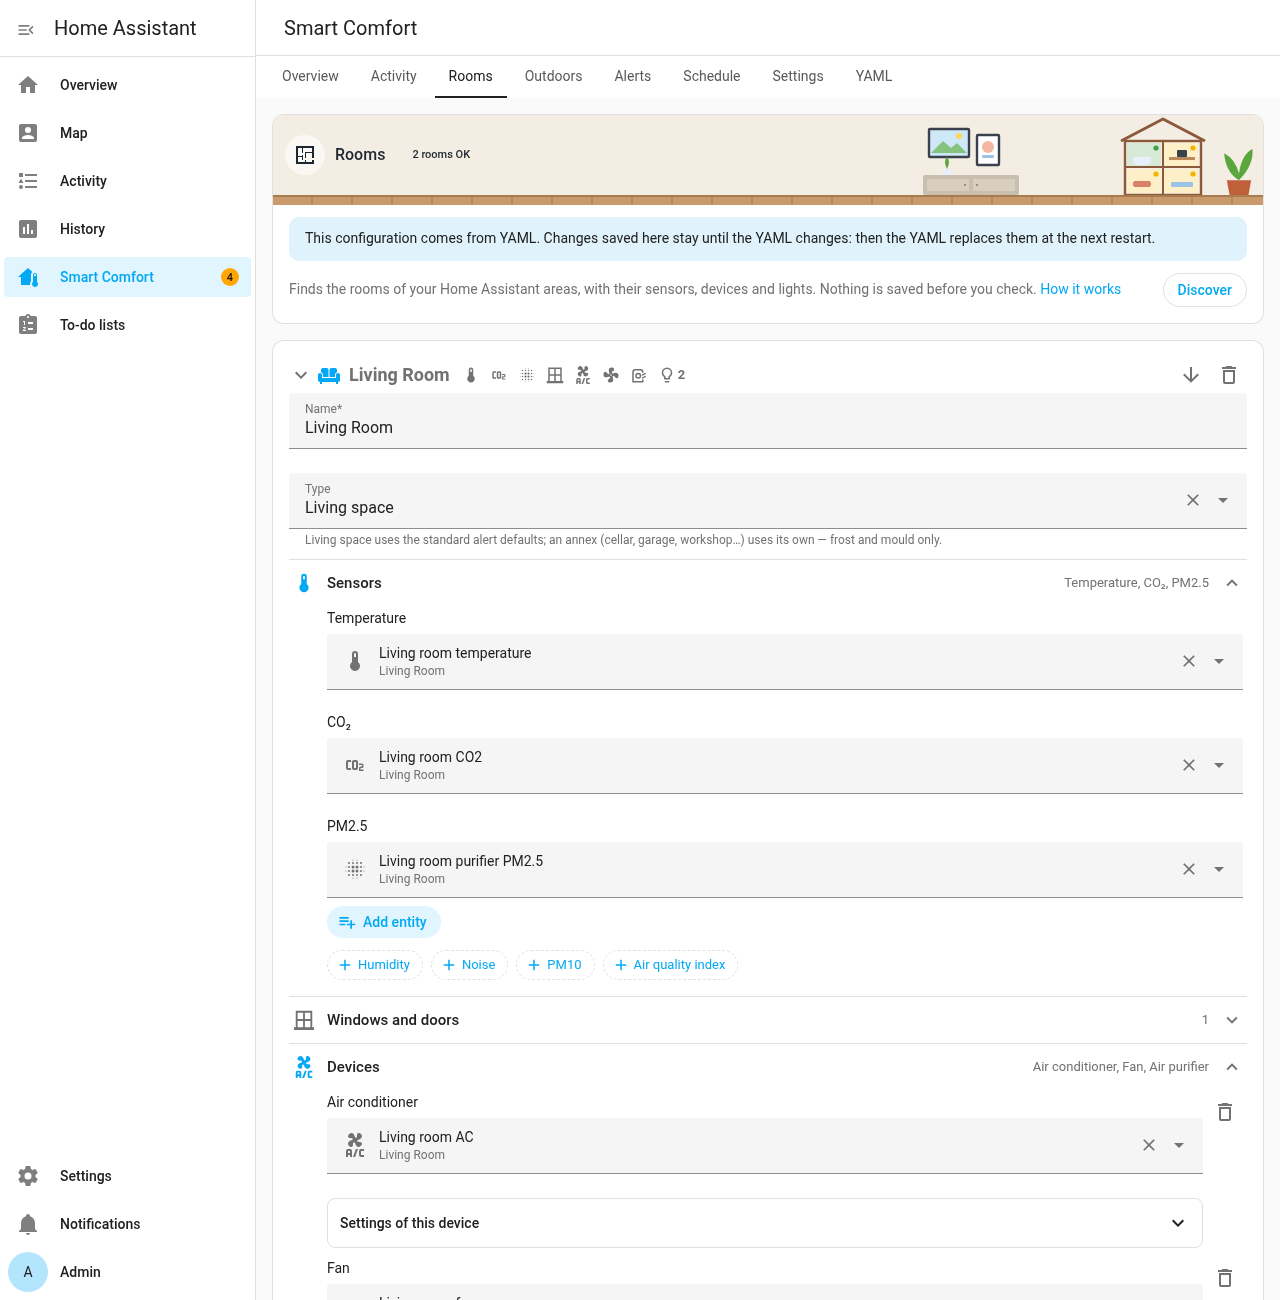 Home Assistant
Smart Comfort
Overview
Map
Activity
History
Smart Comfort
4
To-do lists
Settings
Notifications
A
Admin
Overview
Activity
Rooms
Outdoors
Alerts
Schedule
Settings
YAML
Rooms
2 rooms OK
This configuration comes from YAML. Changes saved here stay until the YAML changes: then the YAML replaces them at the next restart.
Finds the rooms of your Home Assistant areas, with their sensors, devices and lights. Nothing is saved before you check. How it works
Discover
Living Room
CO₂
A/C
2
Name*
Living Room
Type
Living space
Living space uses the standard alert defaults; an annex (cellar, garage, workshop…) uses its own — frost and mould only.
Sensors
Temperature, CO₂, PM2.5
Temperature
Living room temperature
Living Room
CO₂
CO₂
Living room CO2
Living Room
PM2.5
Living room purifier PM2.5
Living Room
Add entity
Humidity
Noise
PM10
Air quality index
Windows and doors
1
A/C
Devices
Air conditioner, Fan, Air purifier
Air conditioner
A/C
Living room AC
Living Room
Settings of this device
Fan